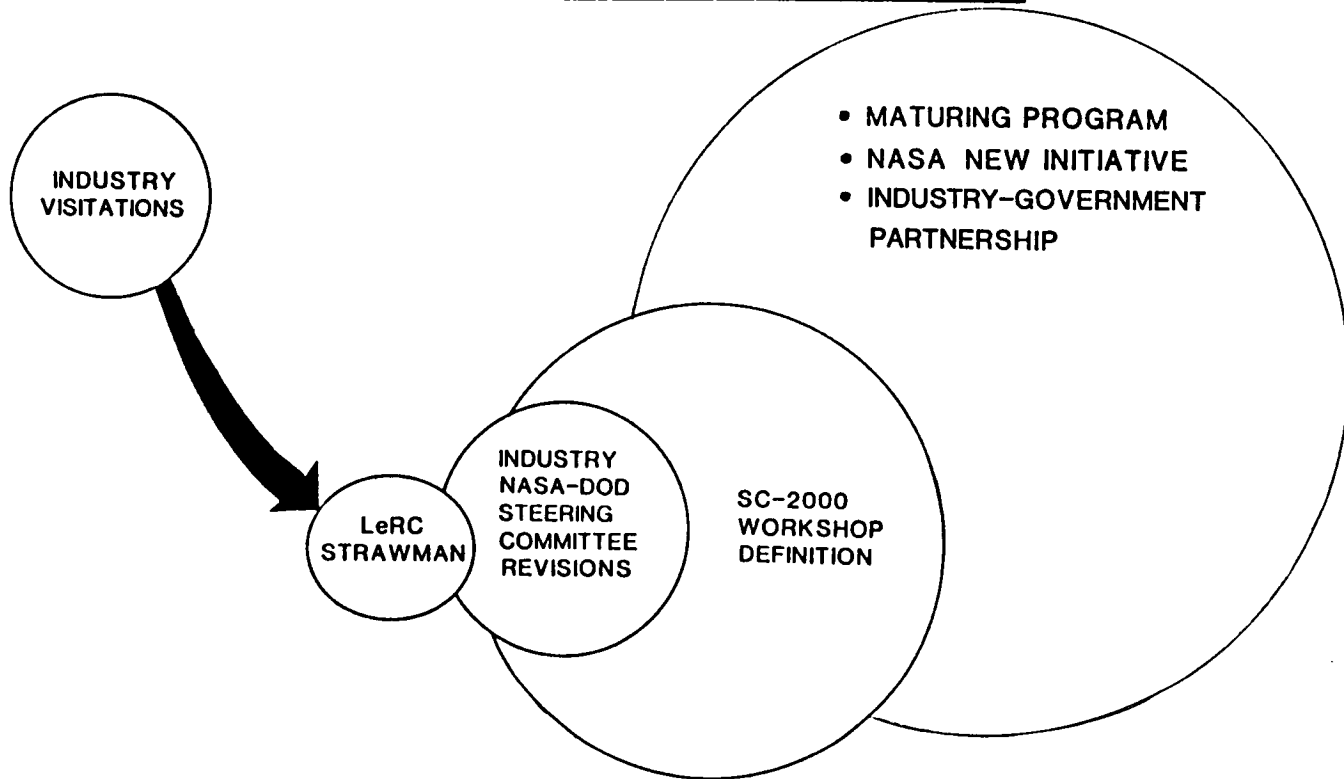 INDUSTRY
VISITATIONS
LeRC
STRAWMAN
INDUSTRY
NASA-DOD
STEERING
COMMITTEE
REVISIONS
SC-2000
WORKSHOP
DEFINITION
• MATURING PROGRAM
• NASA NEW INITIATIVE
• INDUSTRY-GOVERNMENT
PARTNERSHIP